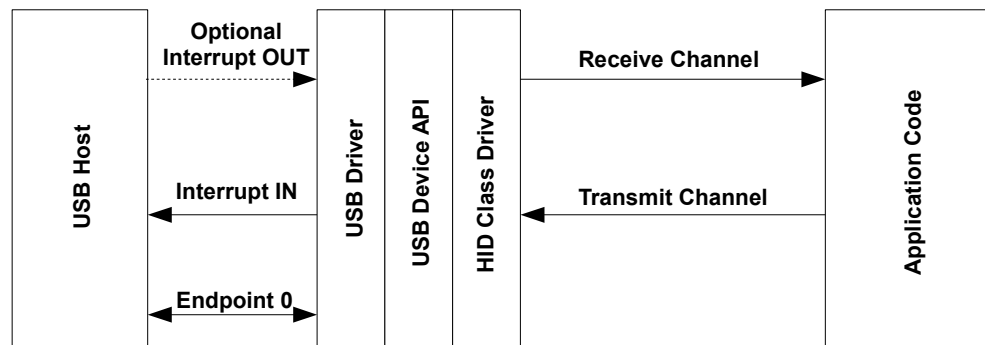 USB Host
Optional
Interrupt OUT
Interrupt IN
Endpoint 0
USB Driver
USB Device API
HID Class Driver
Receive Channel
Transmit Channel
Application Code